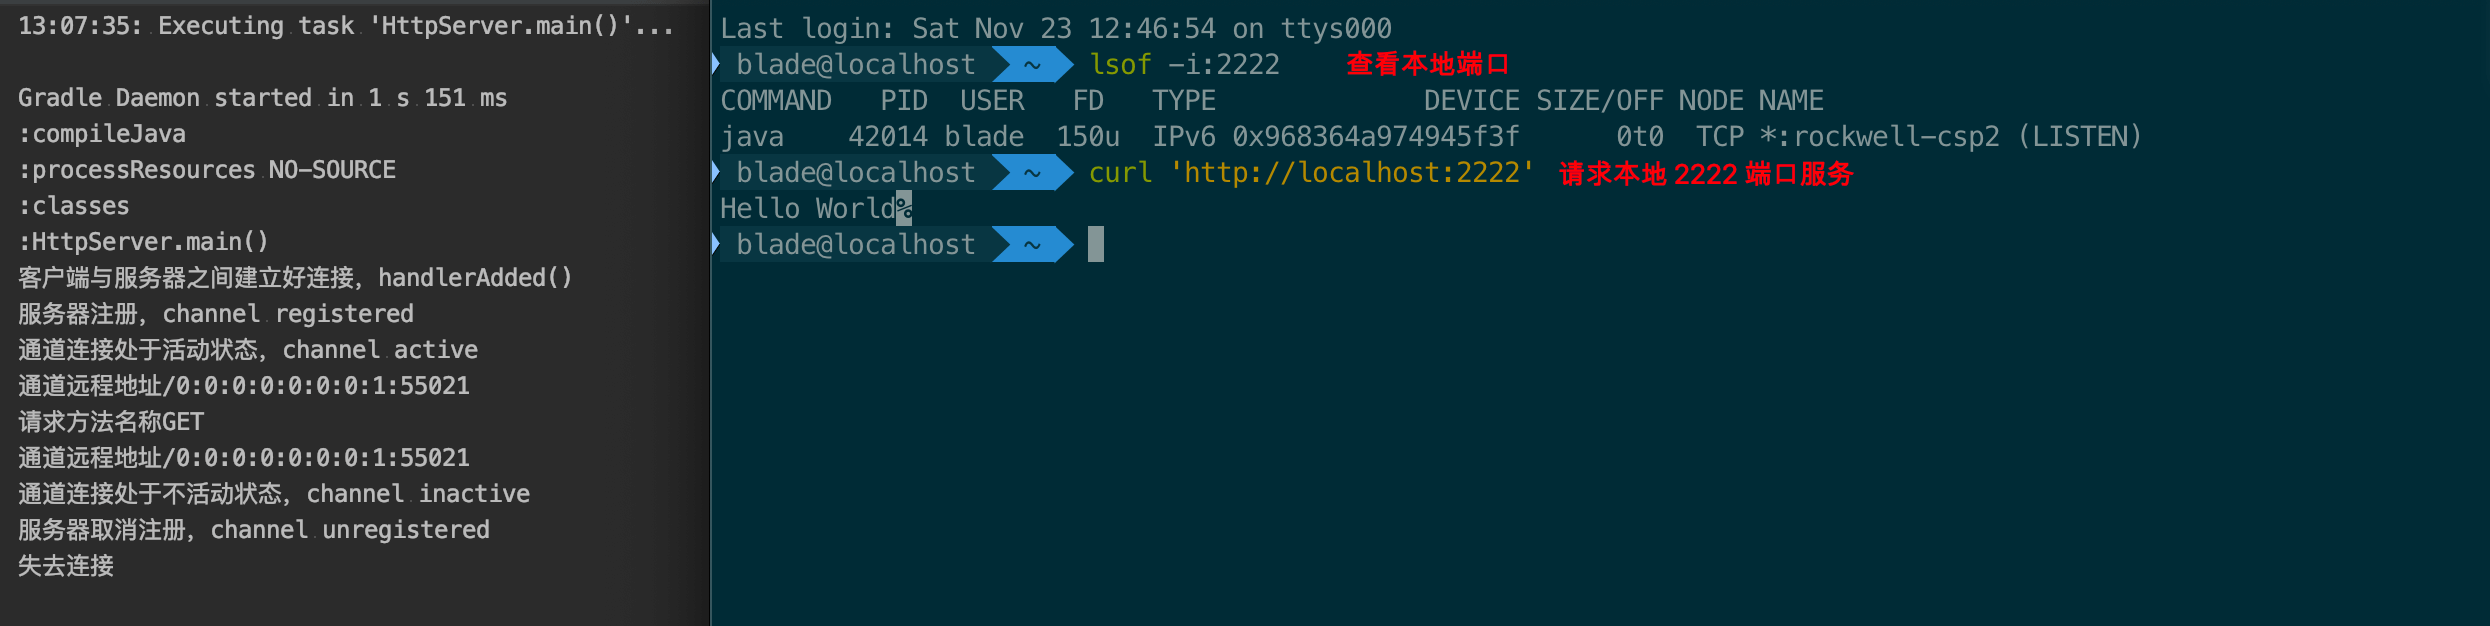 13:07:35: Executing task 'HttpServer.main()'...
Gradle Daemon started in 1 s 151 ms
:compileJava
:processResources NO-SOURCE
:classes
:HttpServer.main()
客户端与服务器之间建立好连接，handlerAdded()
服务器注册，channel registered
通道连接处于活动状态，channel active
通道远程地址/0:0:0:0:0:0:0:1:55021
请求方法名称GET
通道远程地址/0:0:0:0:0:0:0:1:55021
通道连接处于不活动状态，channel inactive
服务器取消注册，channel unregistered
失去连接
Last login: Sat Nov 23 12:46:54 on ttys000
blade@localhost ~ lsof -i:2222 查看本地端口
COMMAND PID USER FD TYPE DEVICE SIZE/OFF NODE NAME
java 42014 blade 150u IPv6 0x968364a974945f3f 0t0 TCP *:rockwell-csp2 (LISTEN)
blade@localhost ~ curl 'http://localhost:2222' 请求本地 2222 端口服务
Hello World%
blade@localhost ~